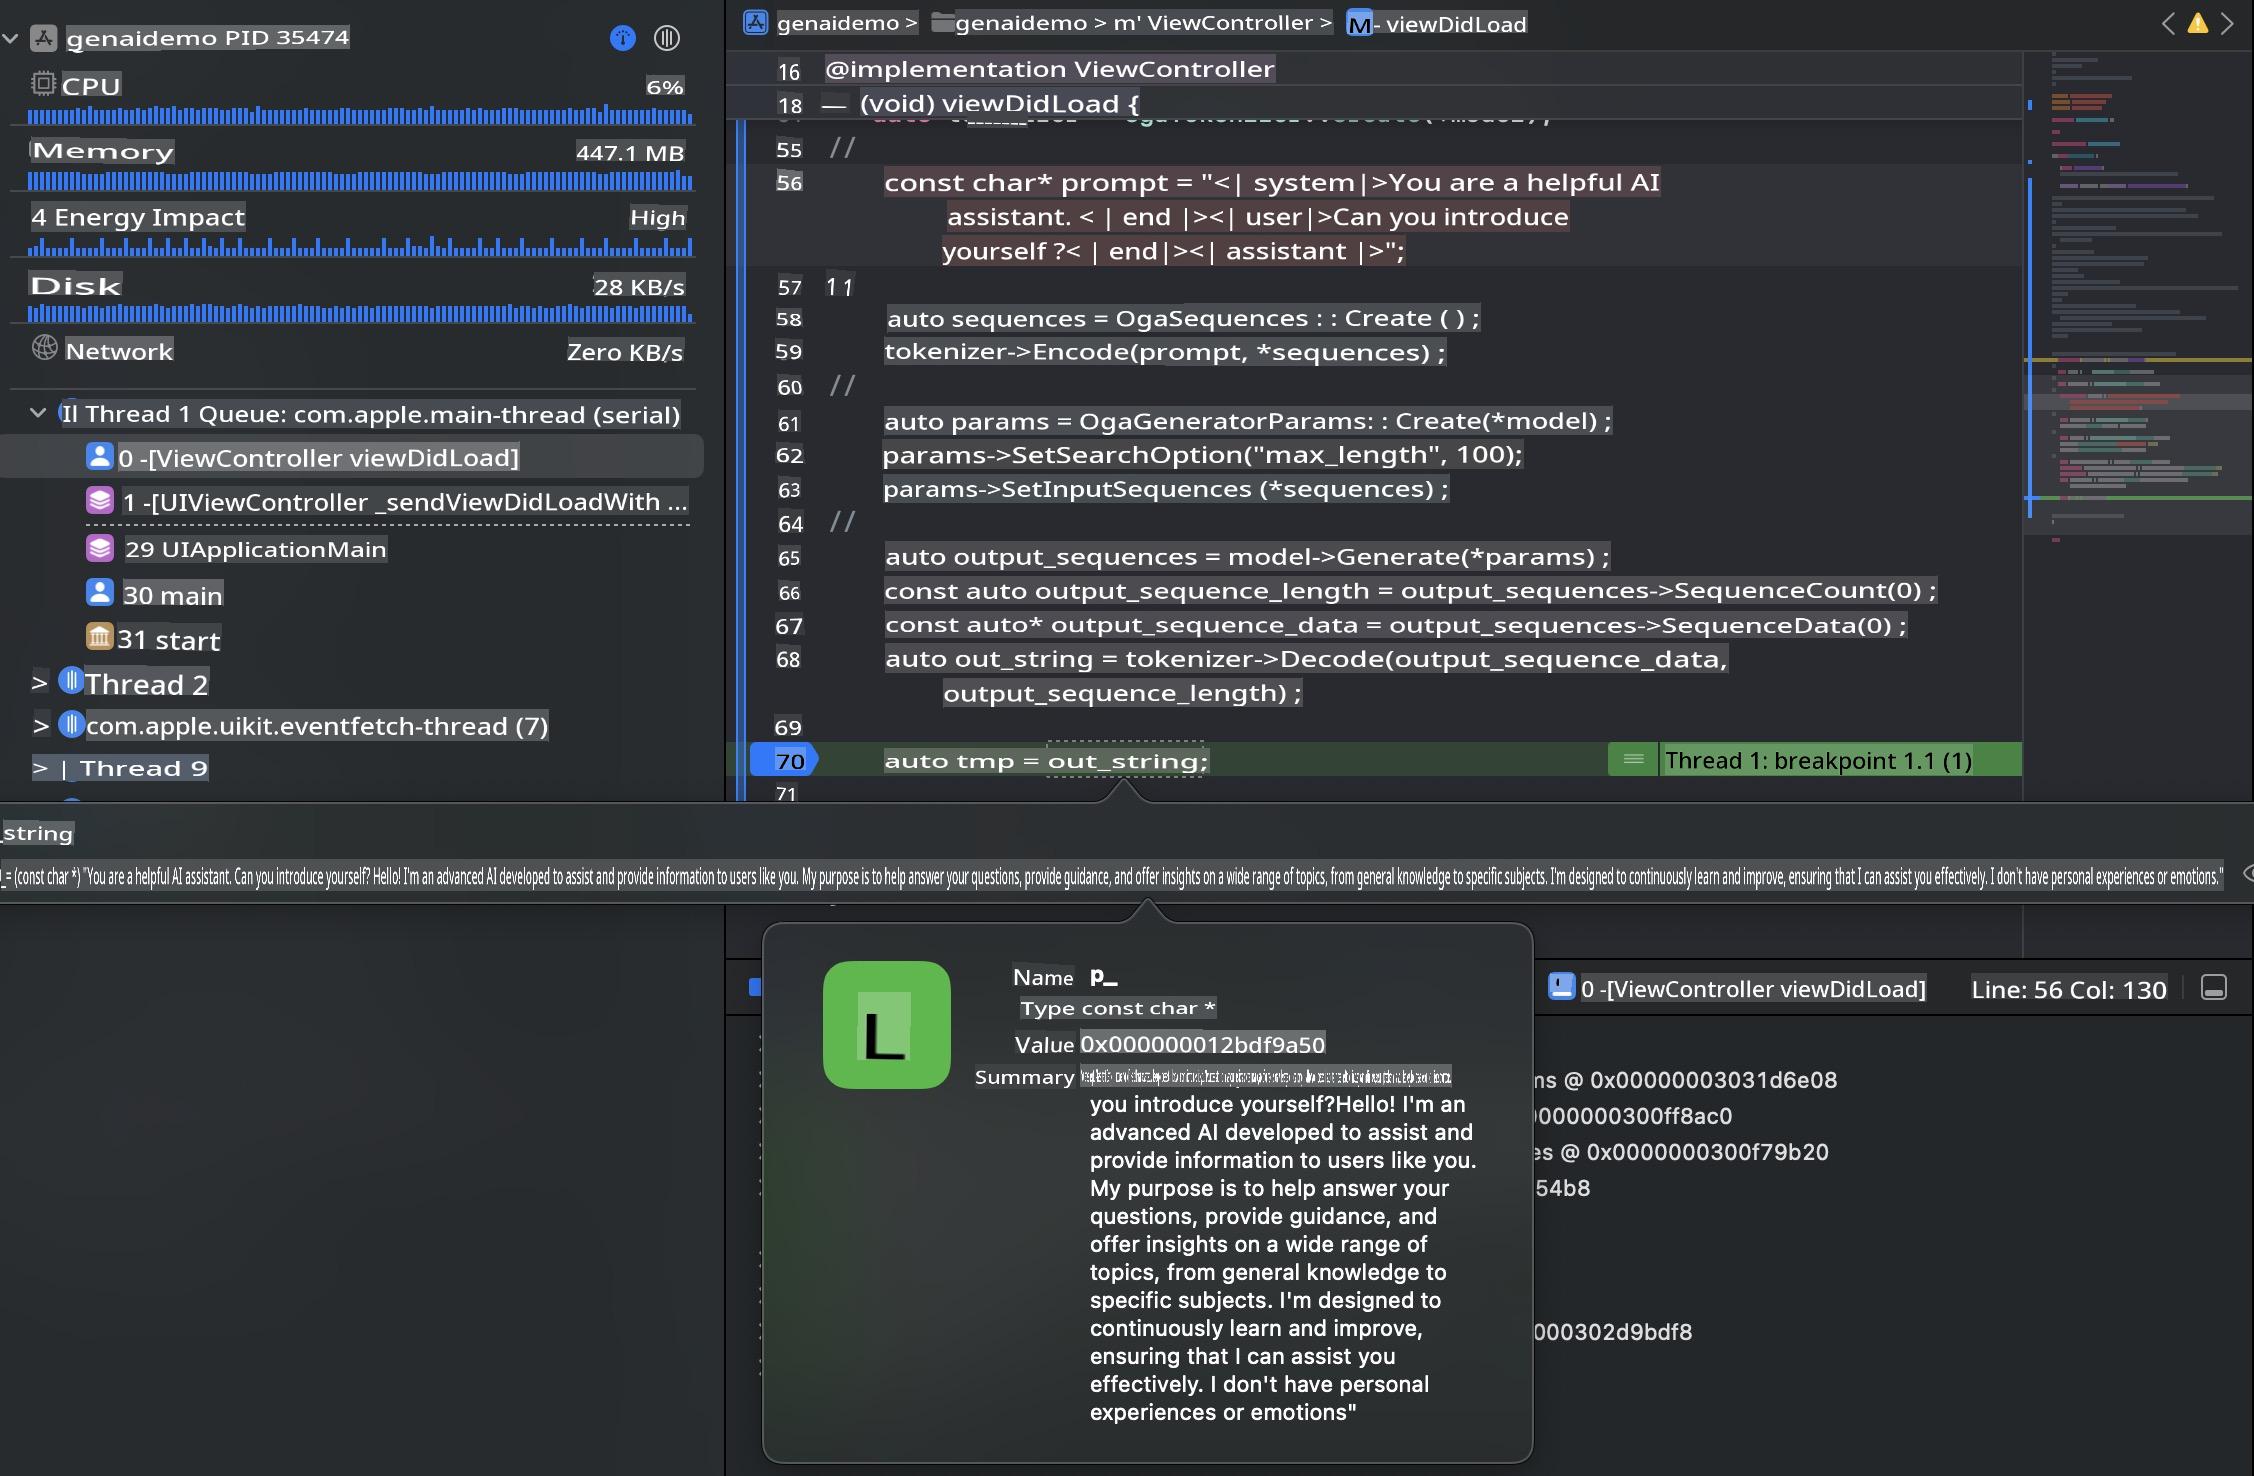 genaidemo PID 35474
CPU
6%
Memory
447.1 MB
4 Energy Impact
High
Disk
28 KB/s
Network
Zero KB/s
Il Thread 1 Queue: com.apple.main-thread (serial)
0 -[ViewController viewDidLoad]
1 -[UIViewController _sendViewDidLoadWith ...
29 UIApplicationMain
30 main
31 start
> Thread 2
> com.apple.uikit.eventfetch-thread (7)
> | Thread 9
genaidemo > genaidemo > m' ViewController > M - viewDidLoad
16 @implementation ViewController
18 — (void) viewDidLoad {
55 //
56 const char* prompt = "<| system|>You are a helpful AI
assistant. < | end |><| user|>Can you introduce
yourself ?< | end|><| assistant |>";
57 11
58 auto sequences = OgaSequences : : Create ( ) ;
59 tokenizer->Encode(prompt, *sequences) ;
60 //
61 auto params = OgaGeneratorParams: : Create(*model) ;
62 params->SetSearchOption("max_length", 100);
63 params->SetInputSequences (*sequences) ;
64 //
65 auto output_sequences = model->Generate(*params) ;
66 const auto output_sequence_length = output_sequences->SequenceCount(0) ;
67 const auto* output_sequence_data = output_sequences->SequenceData(0) ;
68 auto out_string = tokenizer->Decode(output_sequence_data,
output_sequence_length) ;
69
70 auto tmp = out_string;
Thread 1: breakpoint 1.1 (1)
71
_string
_= (const char *) "You are a helpful AI assistant. Can you introduce yourself? Hello! I'm an advanced AI developed to assist and provide information to users like you. My purpose is to help answer your questions, provide guidance, and offer insights on a wide range of topics, from general knowledge to specific subjects. I'm designed to continuously learn and improve, ensuring that I can assist you effectively. I don't have personal experiences or emotions."
L
Name p_
Type const char *
Value 0x000000012bdf9a50
Summary
you introduce yourself?Hello! I'm an
advanced AI developed to assist and
provide information to users like you.
My purpose is to help answer your
questions, provide guidance, and
offer insights on a wide range of
topics, from general knowledge to
specific subjects. I'm designed to
continuously learn and improve,
ensuring that I can assist you
effectively. I don't have personal
experiences or emotions"
0 -[ViewController viewDidLoad]
Line: 56 Col: 130
ns @ 0x00000003031d6e08
0000000300ff8ac0
es @ 0x0000000300f79b20
54b8
000302d9bdf8